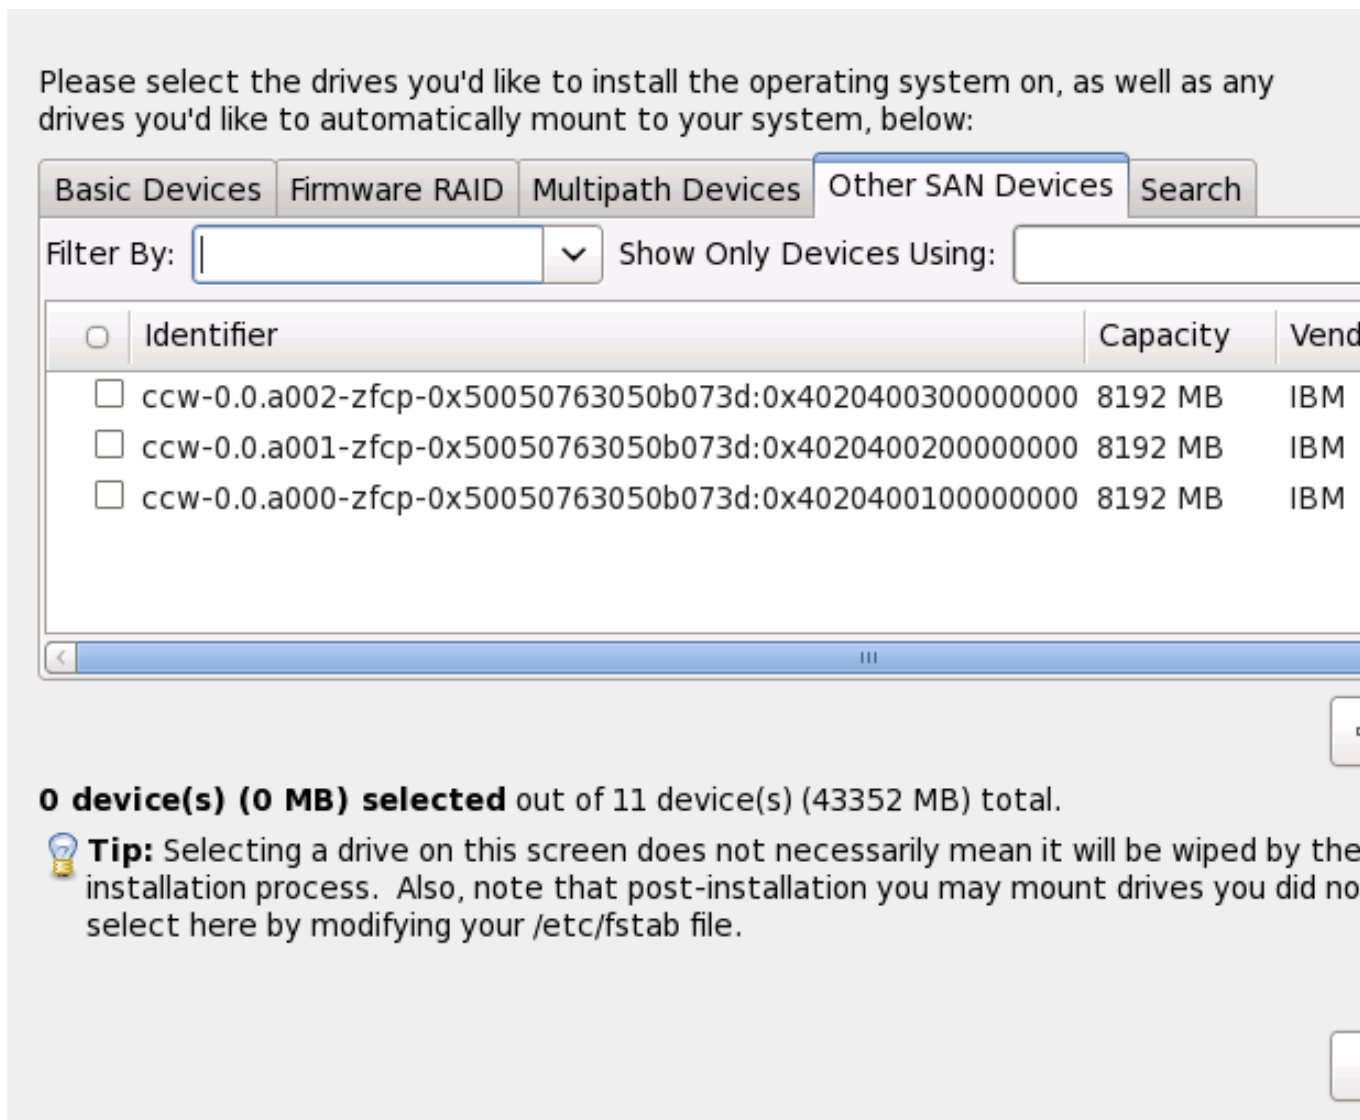 Please select the drives you'd like to install the operating system on, as well as any
drives you'd like to automatically mount to your system, below:
Basic Devices Firmware RAID Multipath Devices Other SAN Devices Search
Filter By: Show Only Devices Using:
Identifier Capacity Vend
ccw-0.0.a002-zfcp-0x50050763050b073d:0x4020400300000000 8192 MB IBM
ccw-0.0.a001-zfcp-0x50050763050b073d:0x4020400200000000 8192 MB IBM
ccw-0.0.a000-zfcp-0x50050763050b073d:0x4020400100000000 8192 MB IBM
0 device(s) (0 MB) selected out of 11 device(s) (43352 MB) total.
Tip: Selecting a drive on this screen does not necessarily mean it will be wiped by the
installation process.  Also, note that post-installation you may mount drives you did no
select here by modifying your /etc/fstab file.